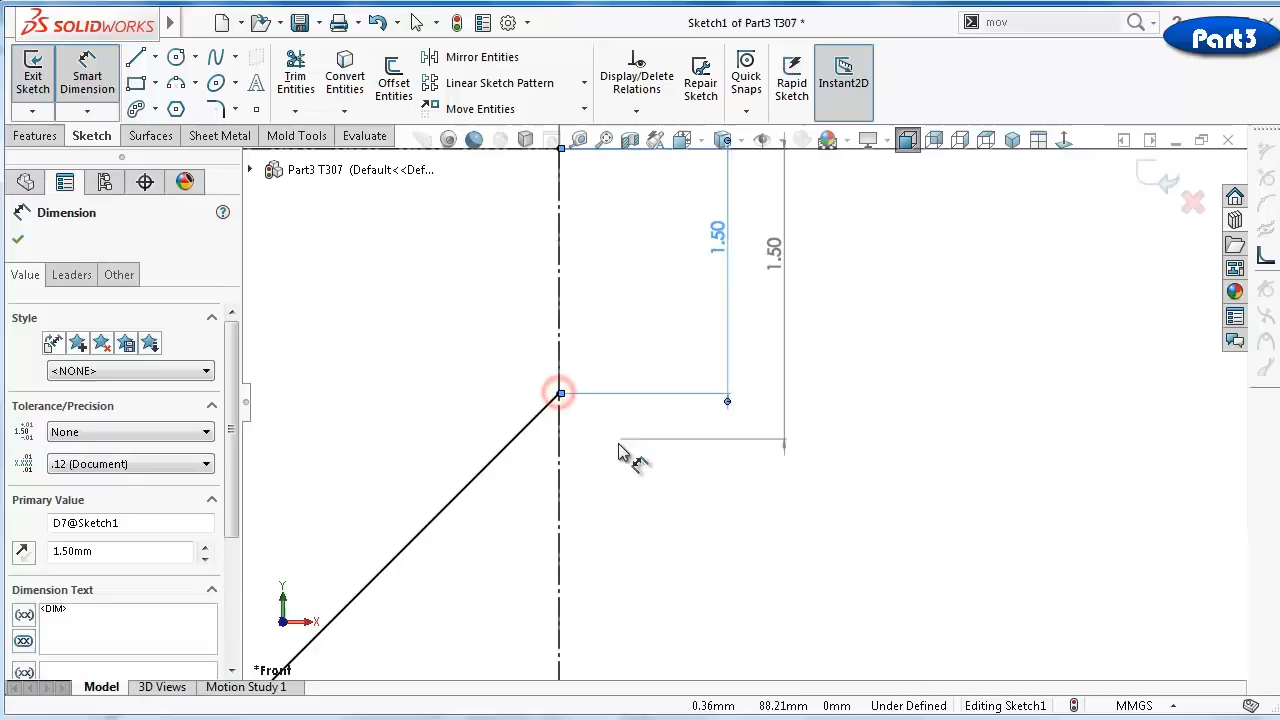 SOLIDWORKS
Sketch1 of Part3 T307 *
mov
?
Part3
Exit Sketch
Smart Dimension
Trim Entities
Convert Entities
Offset Entities
Mirror Entities
Linear Sketch Pattern
Move Entities
Display/Delete Relations
Repair Sketch
Quick Snaps
Rapid Sketch
Instant2D
Features Sketch Surfaces Sheet Metal Mold Tools Evaluate
Part3 T307 (Default<<Def...
Dimension
Value Leaders Other
Style
<NONE>
Tolerance/Precision
None
.12 (Document)
Primary Value
D7@Sketch1
1.50mm
Dimension Text
<DIM>
1.50
1.50
Y
X
*Front
Model 3D Views Motion Study 1
0.36mm 88.21mm 0mm Under Defined Editing Sketch1 MMGS